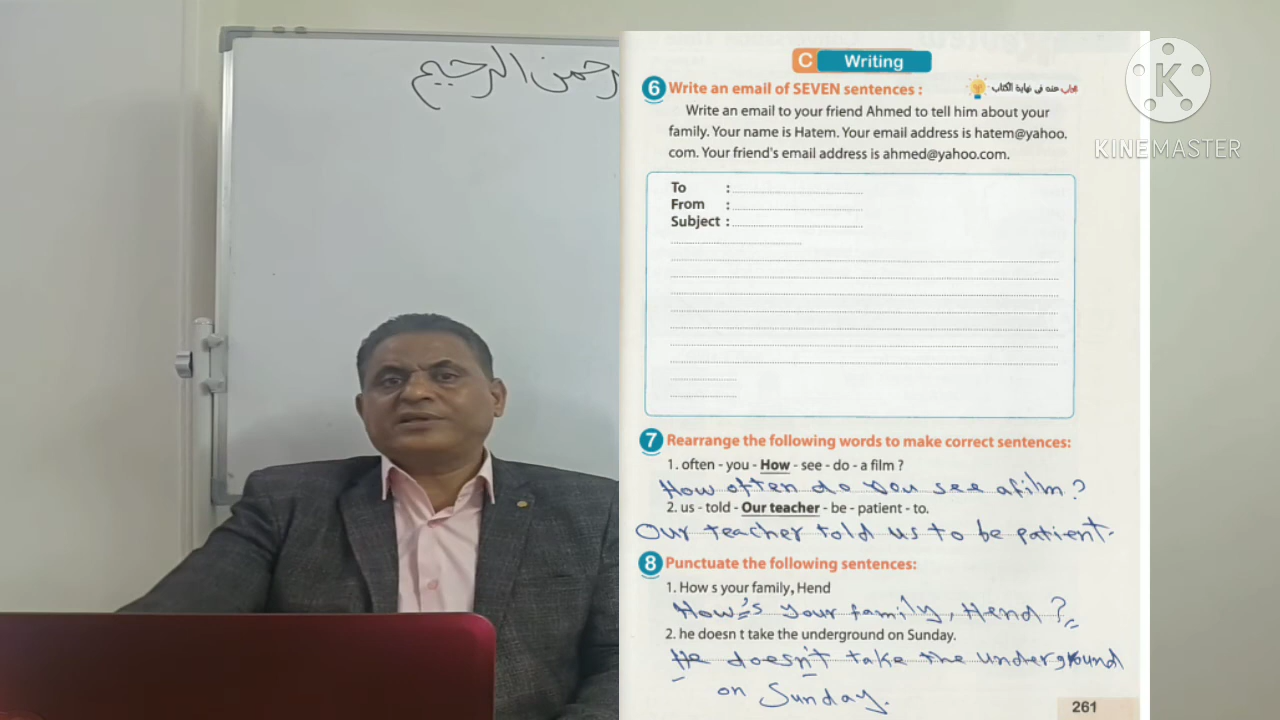 رحمن الرحيم
C Writing
6 Write an email of SEVEN sentences :
مجاب عنه في نهاية الكتاب
Write an email to your friend Ahmed to tell him about your
family. Your name is Hatem. Your email address is hatem@yahoo.
com. Your friend's email address is ahmed@yahoo.com.
To :
From :
Subject :
7 Rearrange the following words to make correct sentences:
1. often - you - How - see - do - a film ?
How often do you see a film?
2. us - told - Our teacher - be - patient - to.
Our teacher told us to be patient.
8 Punctuate the following sentences:
1. How s your family, Hend
How's your family, Hend?
2. he doesn t take the underground on Sunday.
He doesn't take the underground
on Sunday.
261
K
KINEMASTER